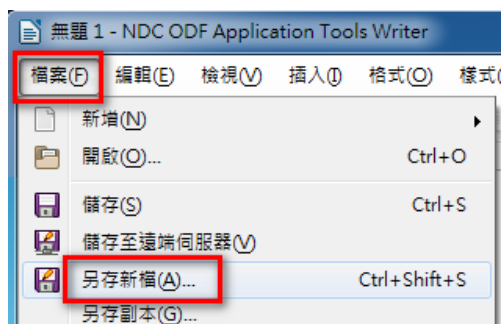 無題 1 - NDC ODF Application Tools Writer
檔案(F) 編輯(E) 檢視(V) 插入(I) 格式(O) 樣式(
新增(N)
開啟(O)... Ctrl+O
儲存(S) Ctrl+S
儲存至遠端伺服器(V)
另存新檔(A)... Ctrl+Shift+S
另存副本(G)...